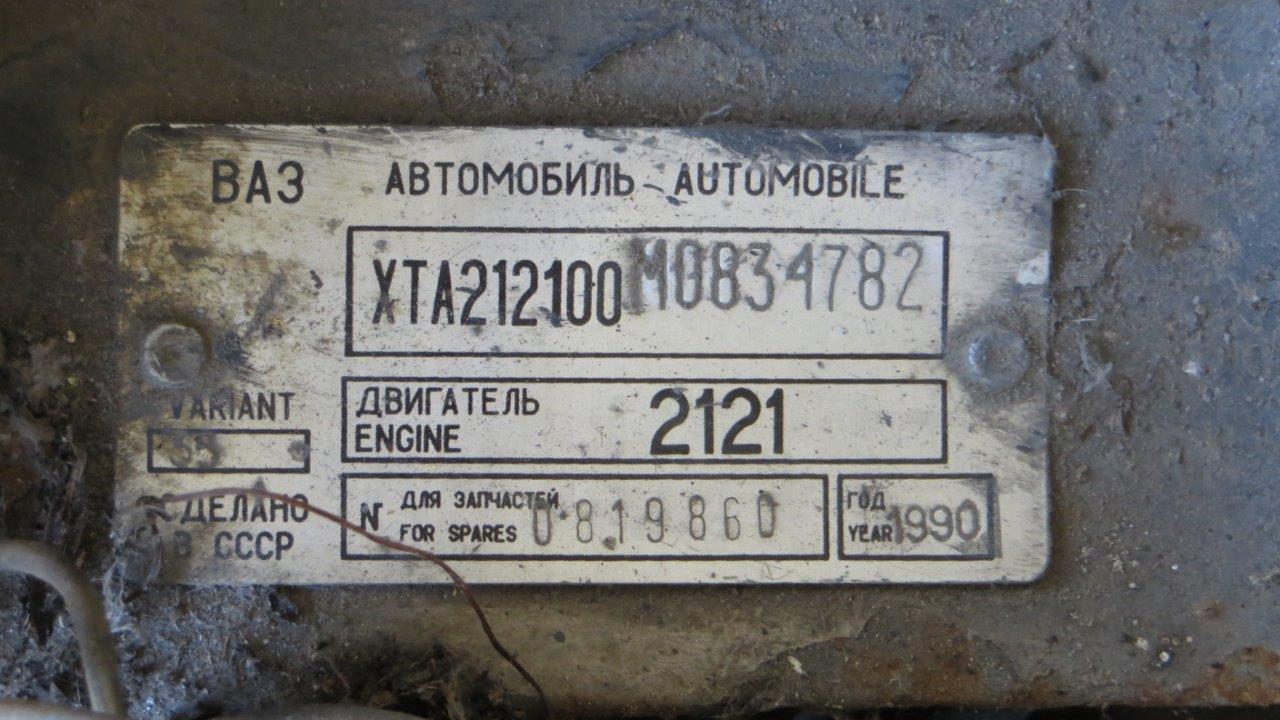 ВАЗ АВТОМОБИЛЬ - AUTOMOBILE
XTA212100M0834782
VARIANT
ДВИГАТЕЛЬ
ENGINE
2121
СДЕЛАНО
В СССР
N
ДЛЯ ЗАПЧАСТЕЙ
FOR SPARES
0819860
ГОД
YEAR
1990